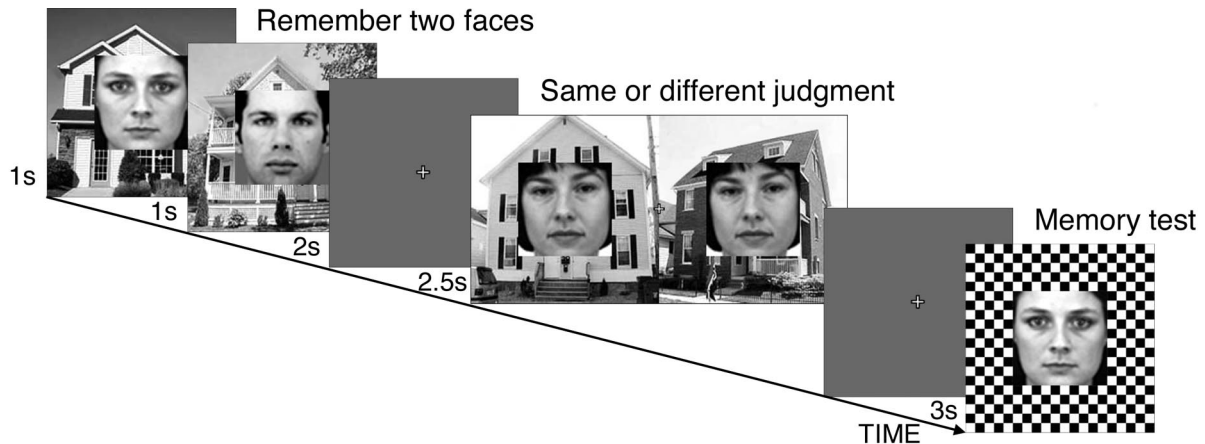 Remember two faces
1s
1s
2s
Same or different judgment
2.5s
Memory test
3s
TIME